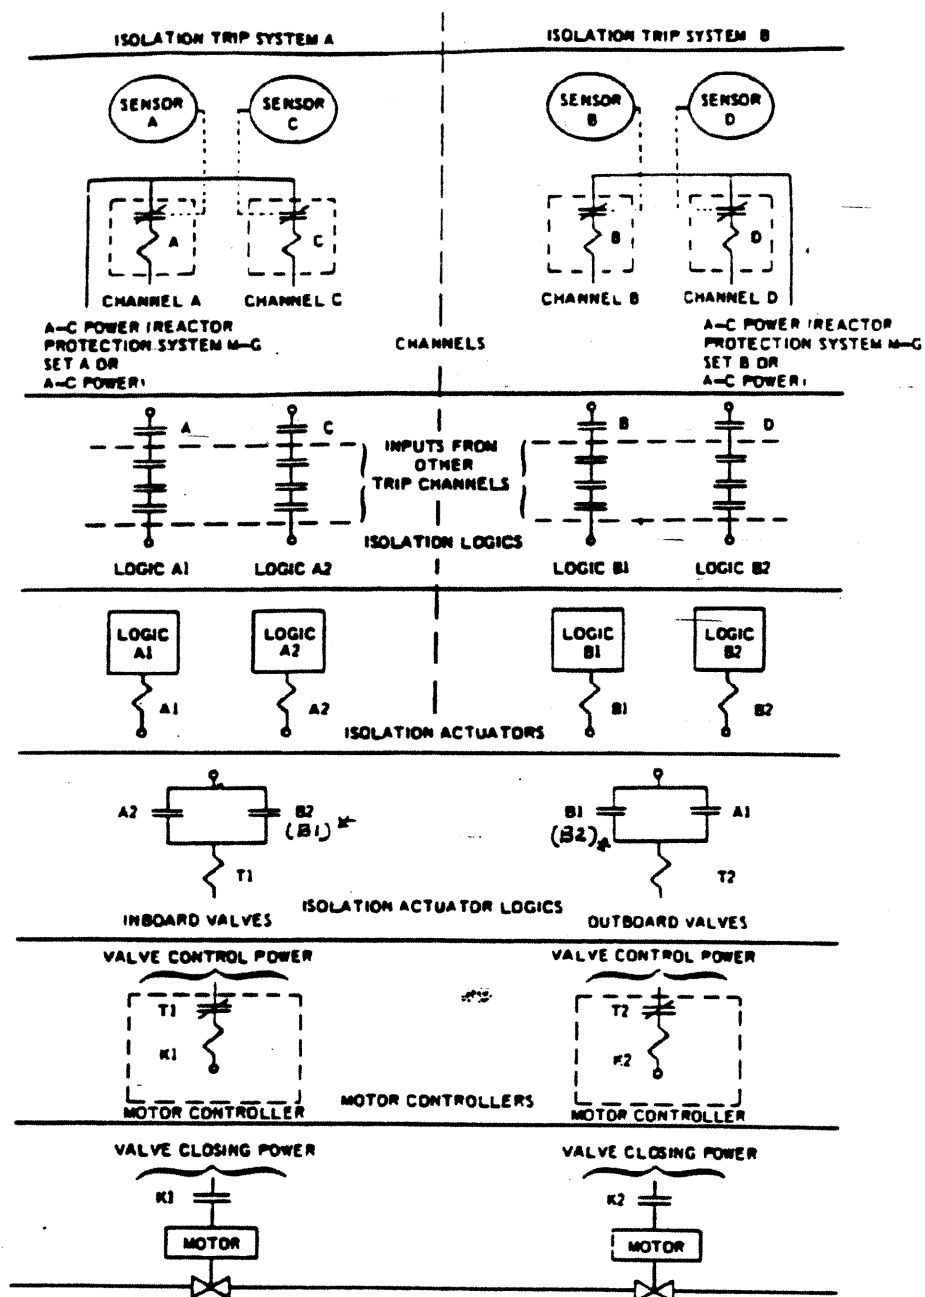 ISOLATION TRIP SYSTEM A
ISOLATION TRIP SYSTEM B
SENSOR
A
SENSOR
C
SENSOR
B
SENSOR
D
A
C
B
D
CHANNEL A
CHANNEL C
CHANNEL B
CHANNEL D
A-C POWER (REACTOR
PROTECTION SYSTEM M-G
SET A OR
A-C POWER)
CHANNELS
A-C POWER (REACTOR
PROTECTION SYSTEM M-G
SET B OR
A-C POWER)
A
C
B
D
INPUTS FROM
OTHER
TRIP CHANNELS
ISOLATION LOGICS
LOGIC A1
LOGIC A2
LOGIC B1
LOGIC B2
LOGIC
A1
LOGIC
A2
LOGIC
B1
LOGIC
B2
A1
A2
B1
B2
ISOLATION ACTUATORS
A2
B2
(B1)
B1
(B2)
A1
T1
T2
ISOLATION ACTUATOR LOGICS
INBOARD VALVES
OUTBOARD VALVES
VALVE CONTROL POWER
VALVE CONTROL POWER
T1
K1
T2
K2
MOTOR CONTROLLERS
MOTOR CONTROLLER
MOTOR CONTROLLER
VALVE CLOSING POWER
VALVE CLOSING POWER
K1
K2
MOTOR
MOTOR